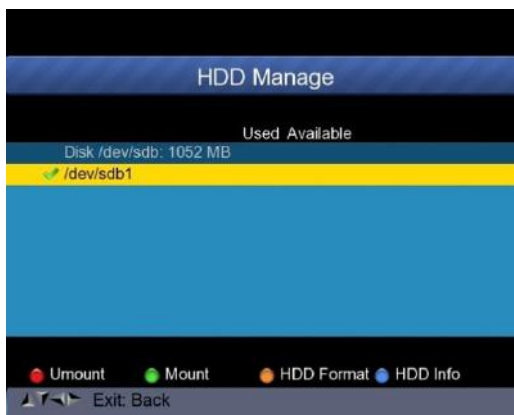 HDD Manage
Used Available
Disk /dev/sdb: 1052 MB
/dev/sdb1
Umount Mount HDD Format HDD Info
Exit: Back